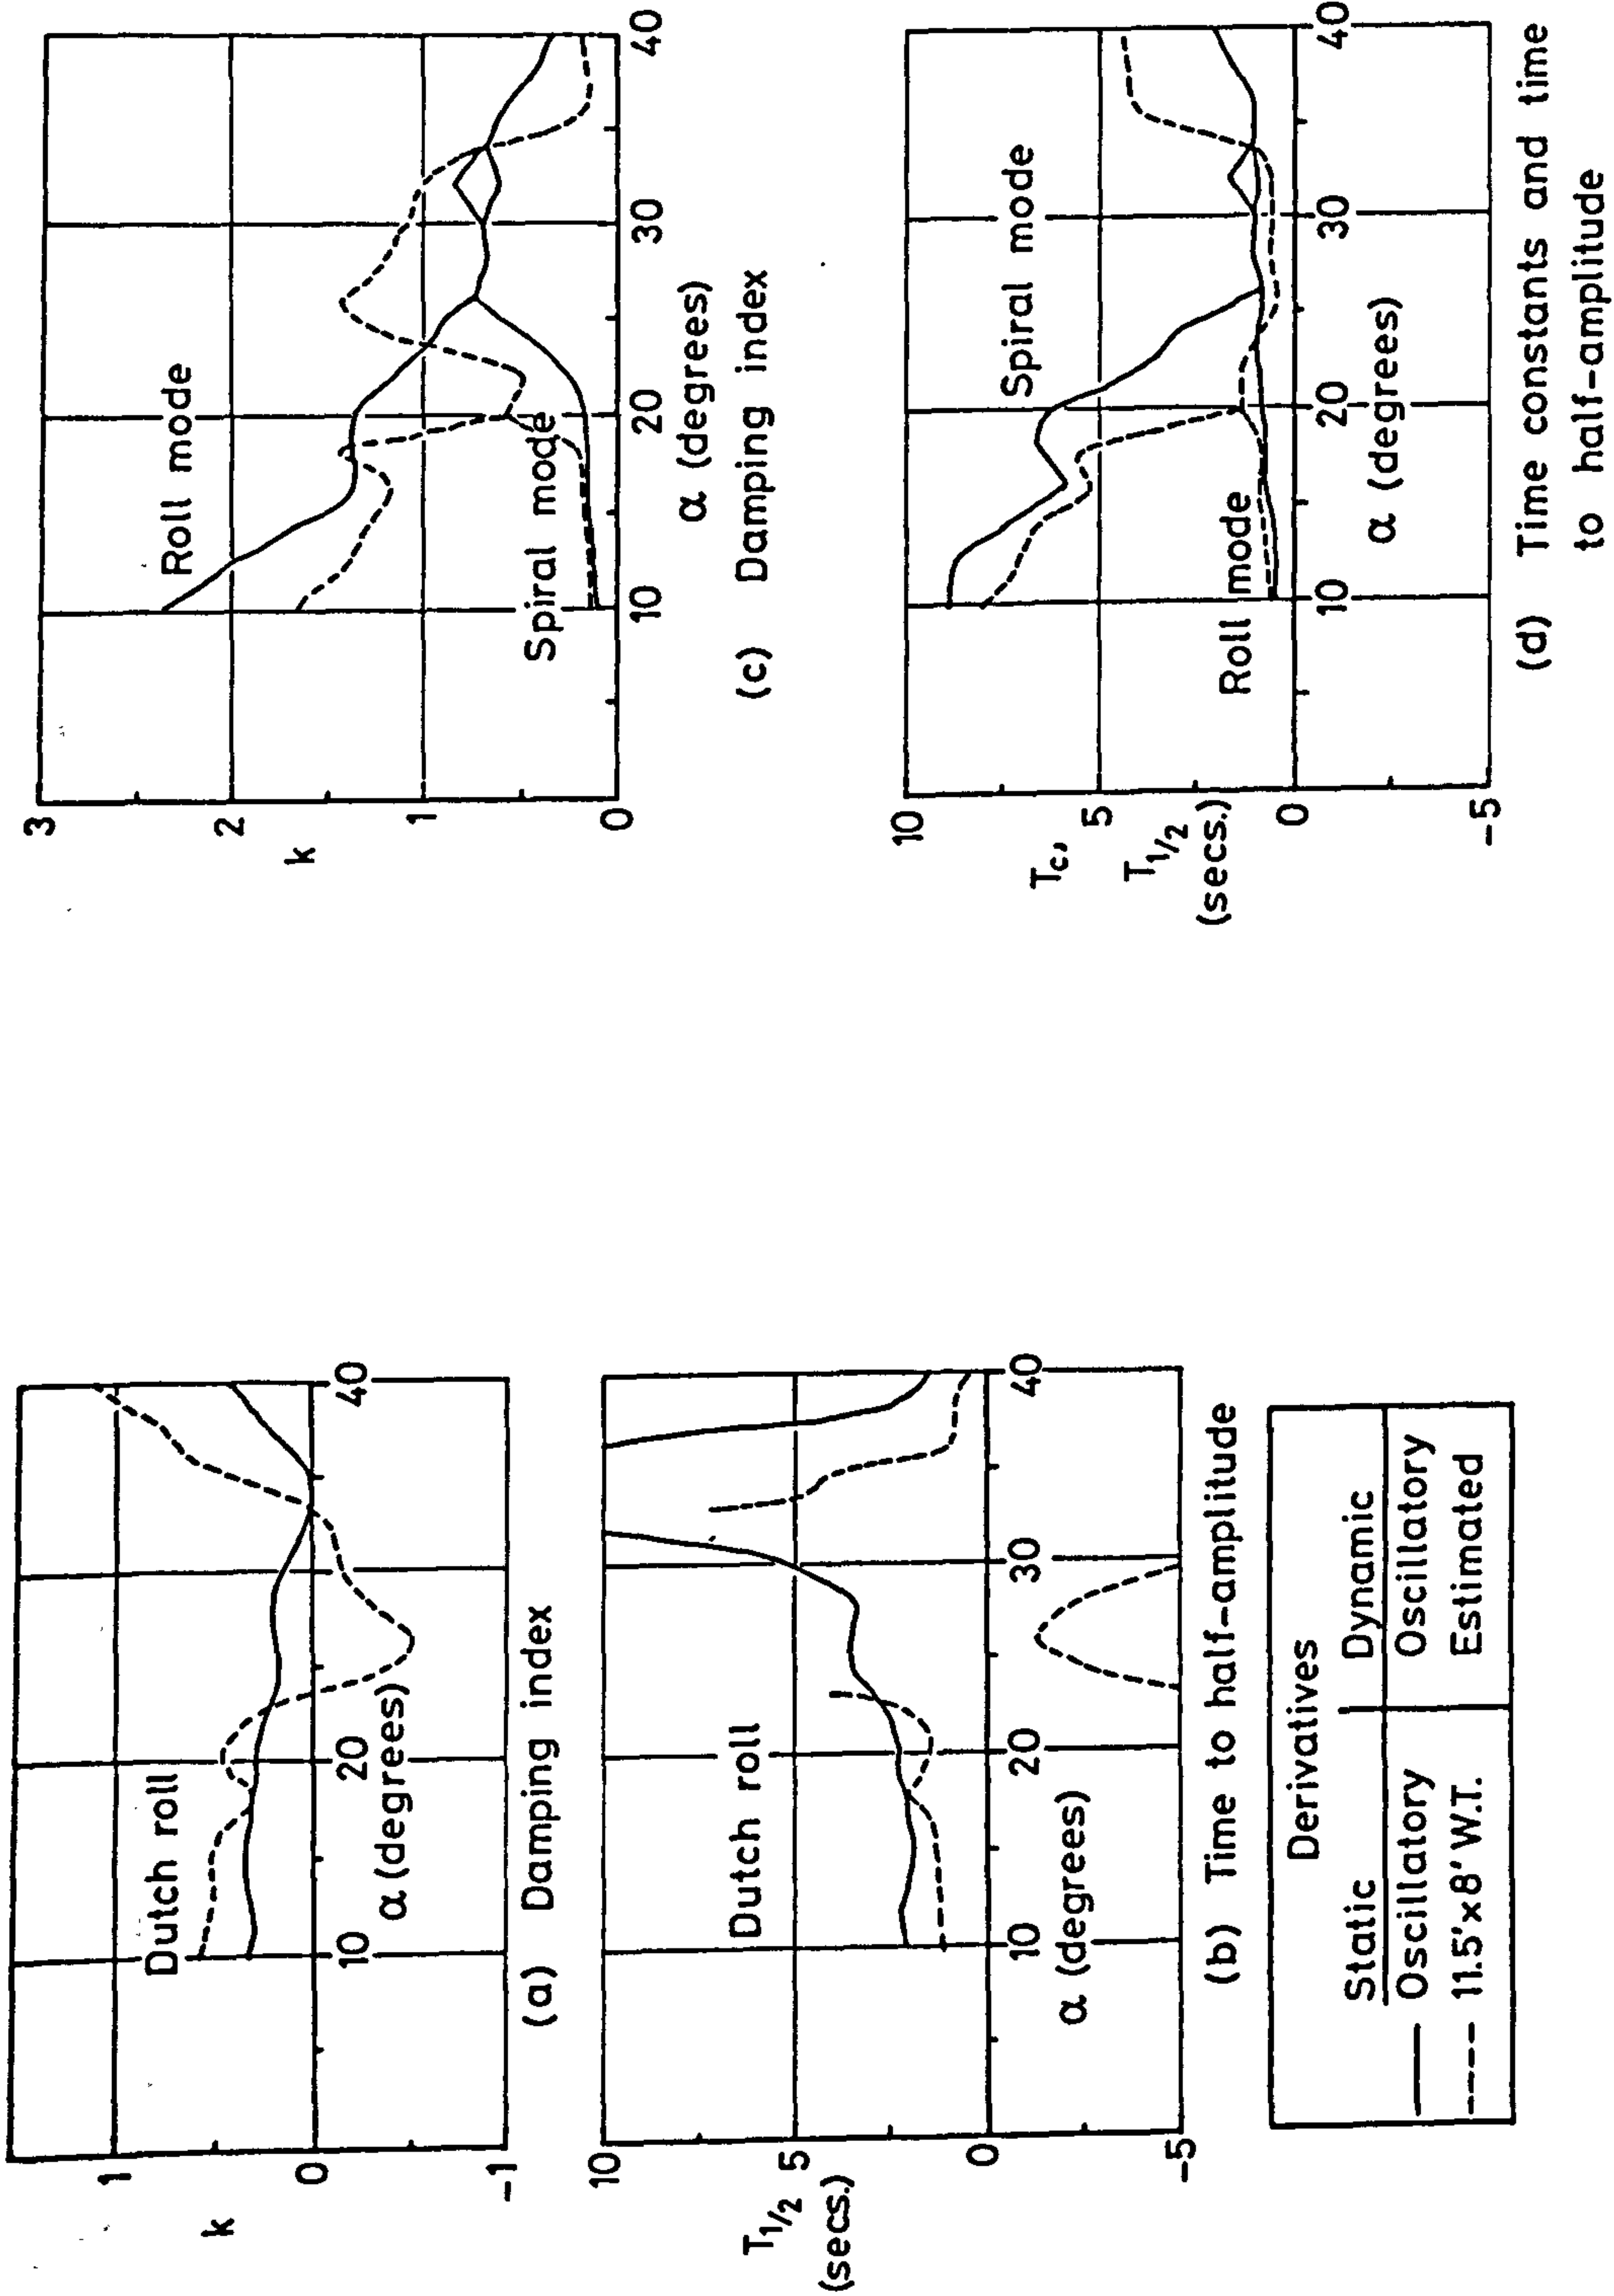 1
0
-1
k
Dutch roll
10
20
40
α (degrees)
(a) Damping index
10
5
0
-5
T1/2
(secs.)
Dutch roll
10
20
30
40
α (degrees)
(b) Time to half-amplitude
Derivatives
Static Dynamic
Oscillatory Oscillatory
11.5'x8' W.T. Estimated
3
2
1
0
k
Roll mode
Spiral mode
10
20
30
40
α (degrees)
(c) Damping index
10
5
0
-5
Tc,
T1/2
(secs.)
Spiral mode
Roll mode
10
20
30
40
α (degrees)
(d) Time constants and time
to half-amplitude